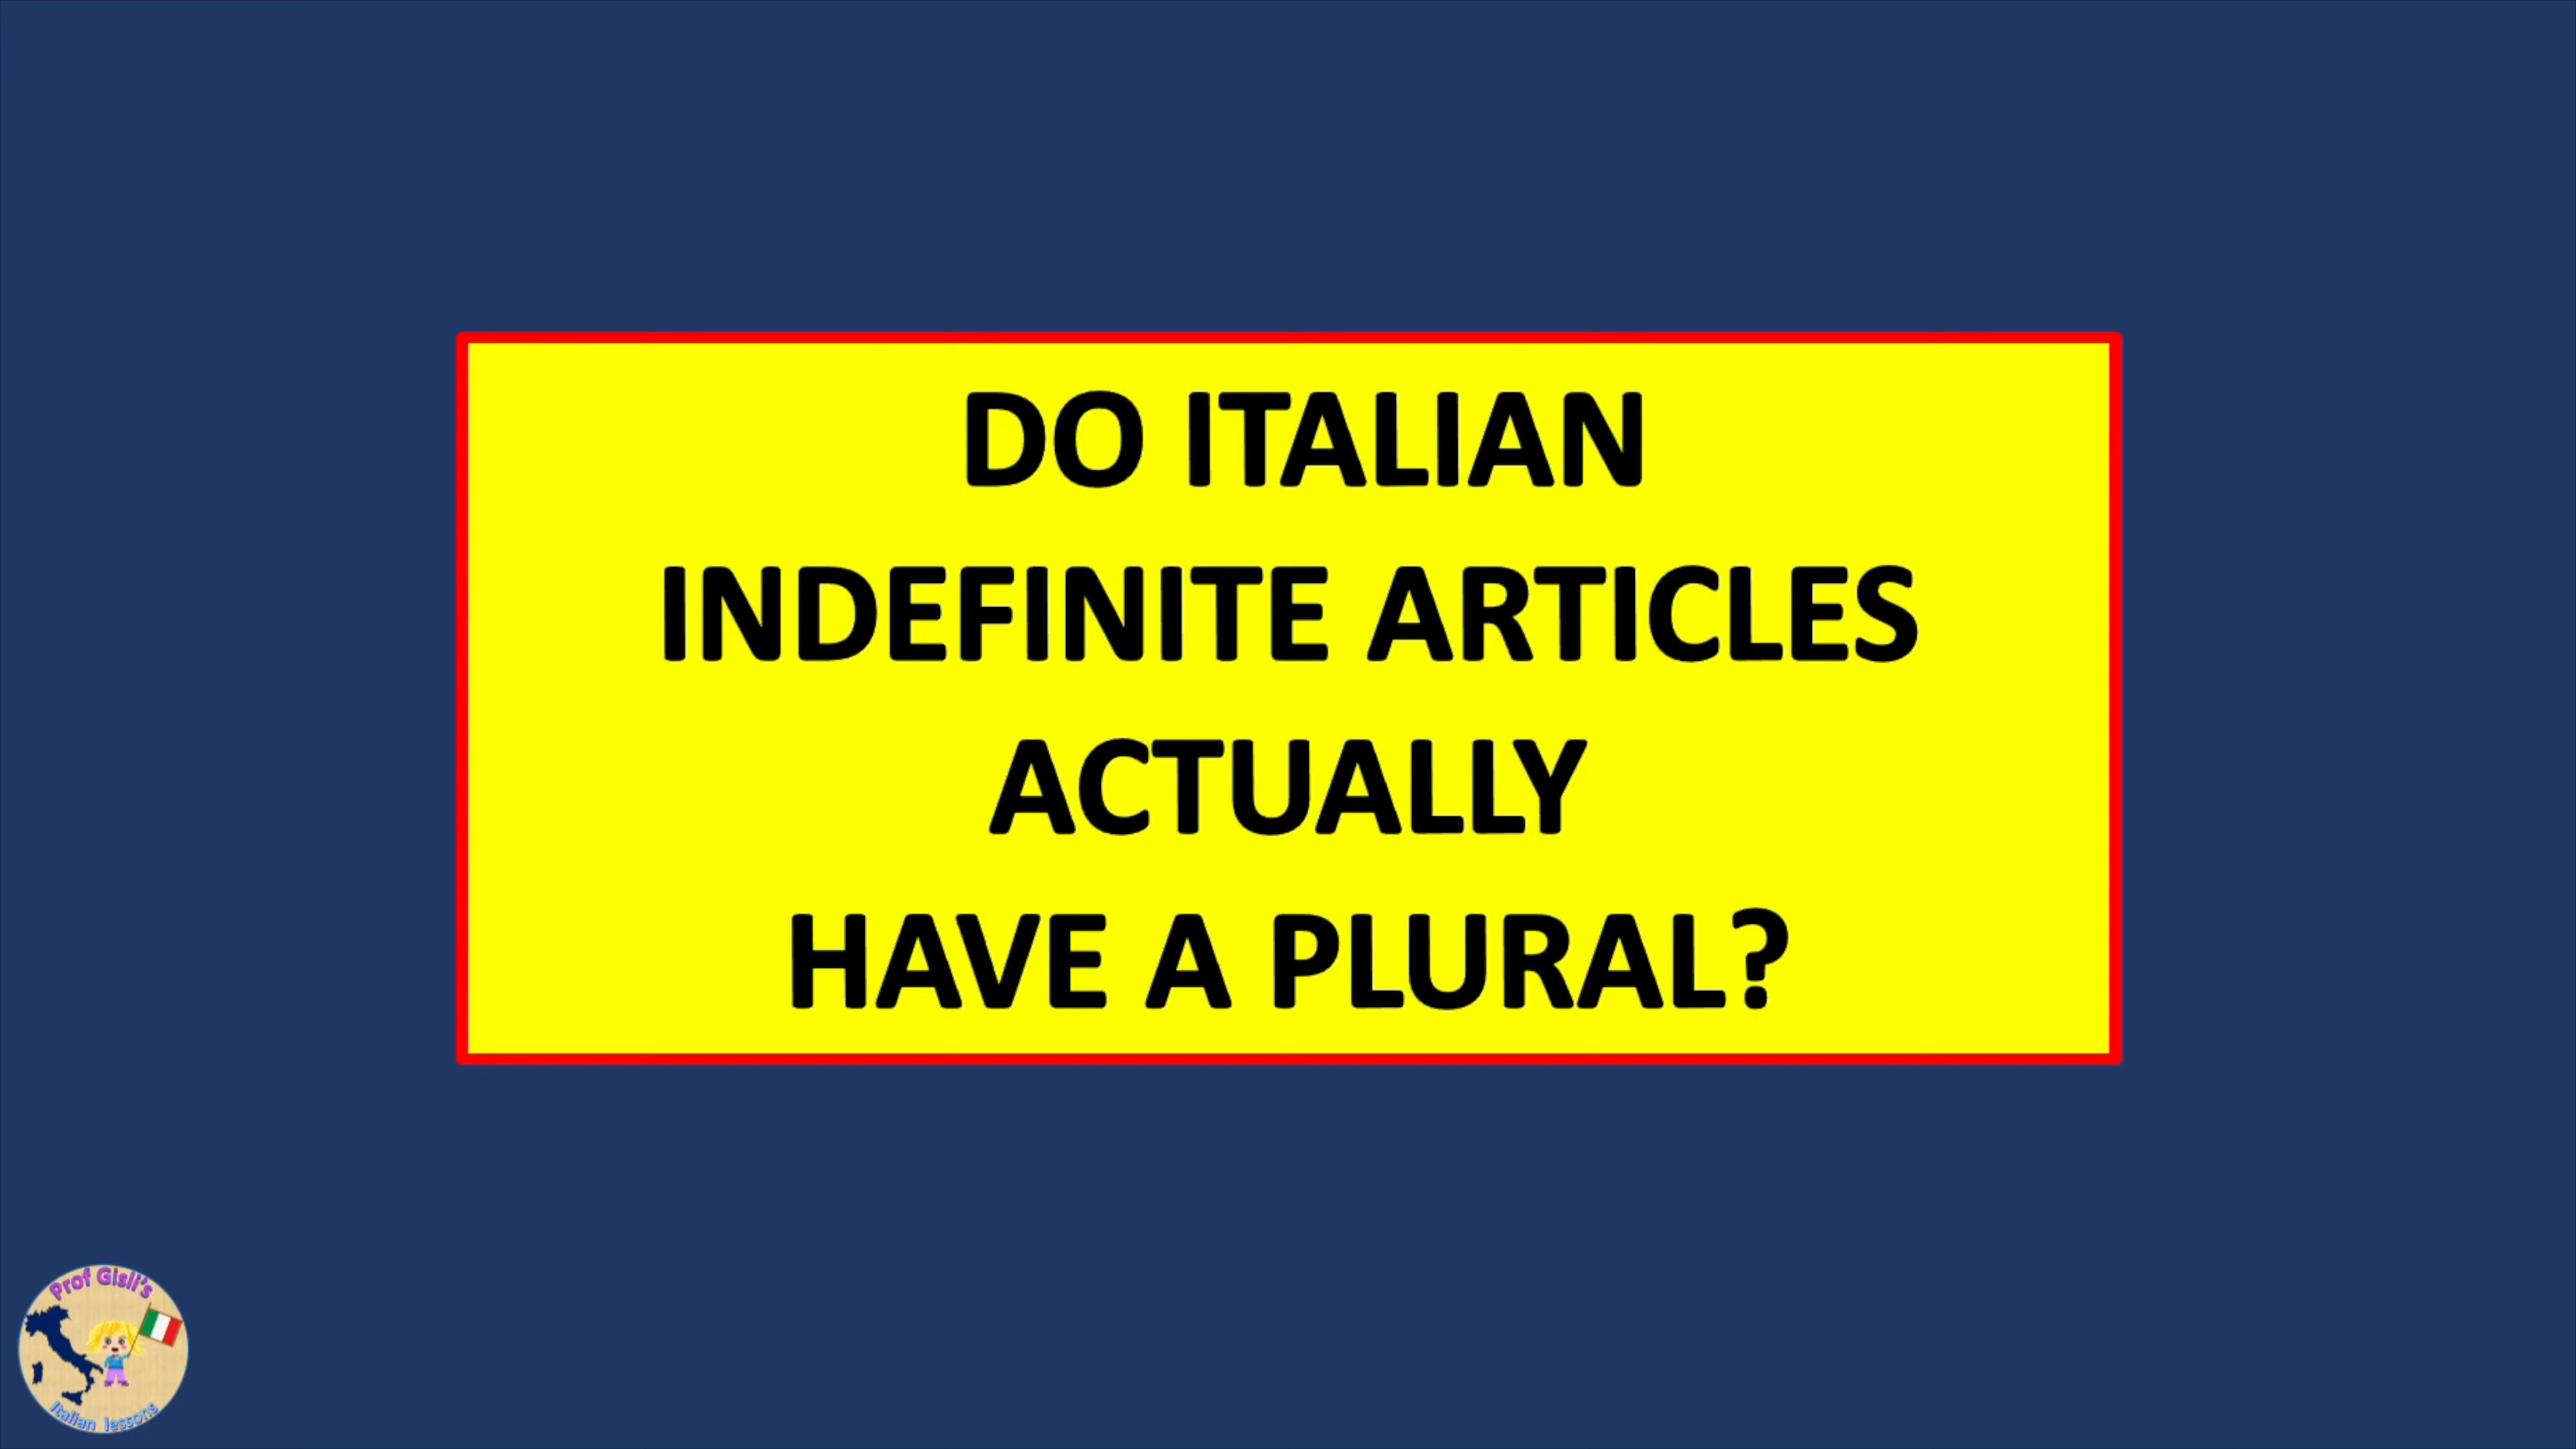 DO ITALIAN
INDEFINITE ARTICLES
ACTUALLY
HAVE A PLURAL?
Prof Gisli's
Italian lessons